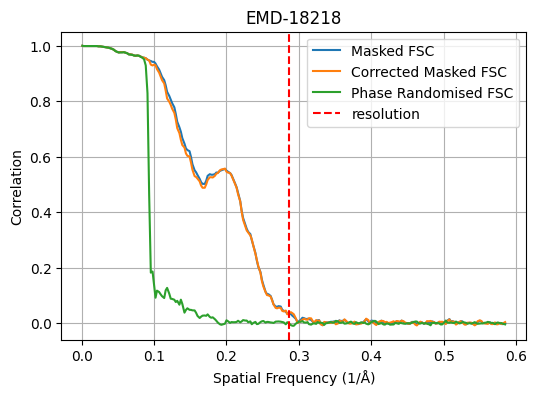 EMD-18218
Masked FSC
Corrected Masked FSC
Phase Randomised FSC
resolution
Correlation
1.0
0.8
0.6
0.4
0.2
0.0
0.0 0.1 0.2 0.3 0.4 0.5 0.6
Spatial Frequency (1/Å)